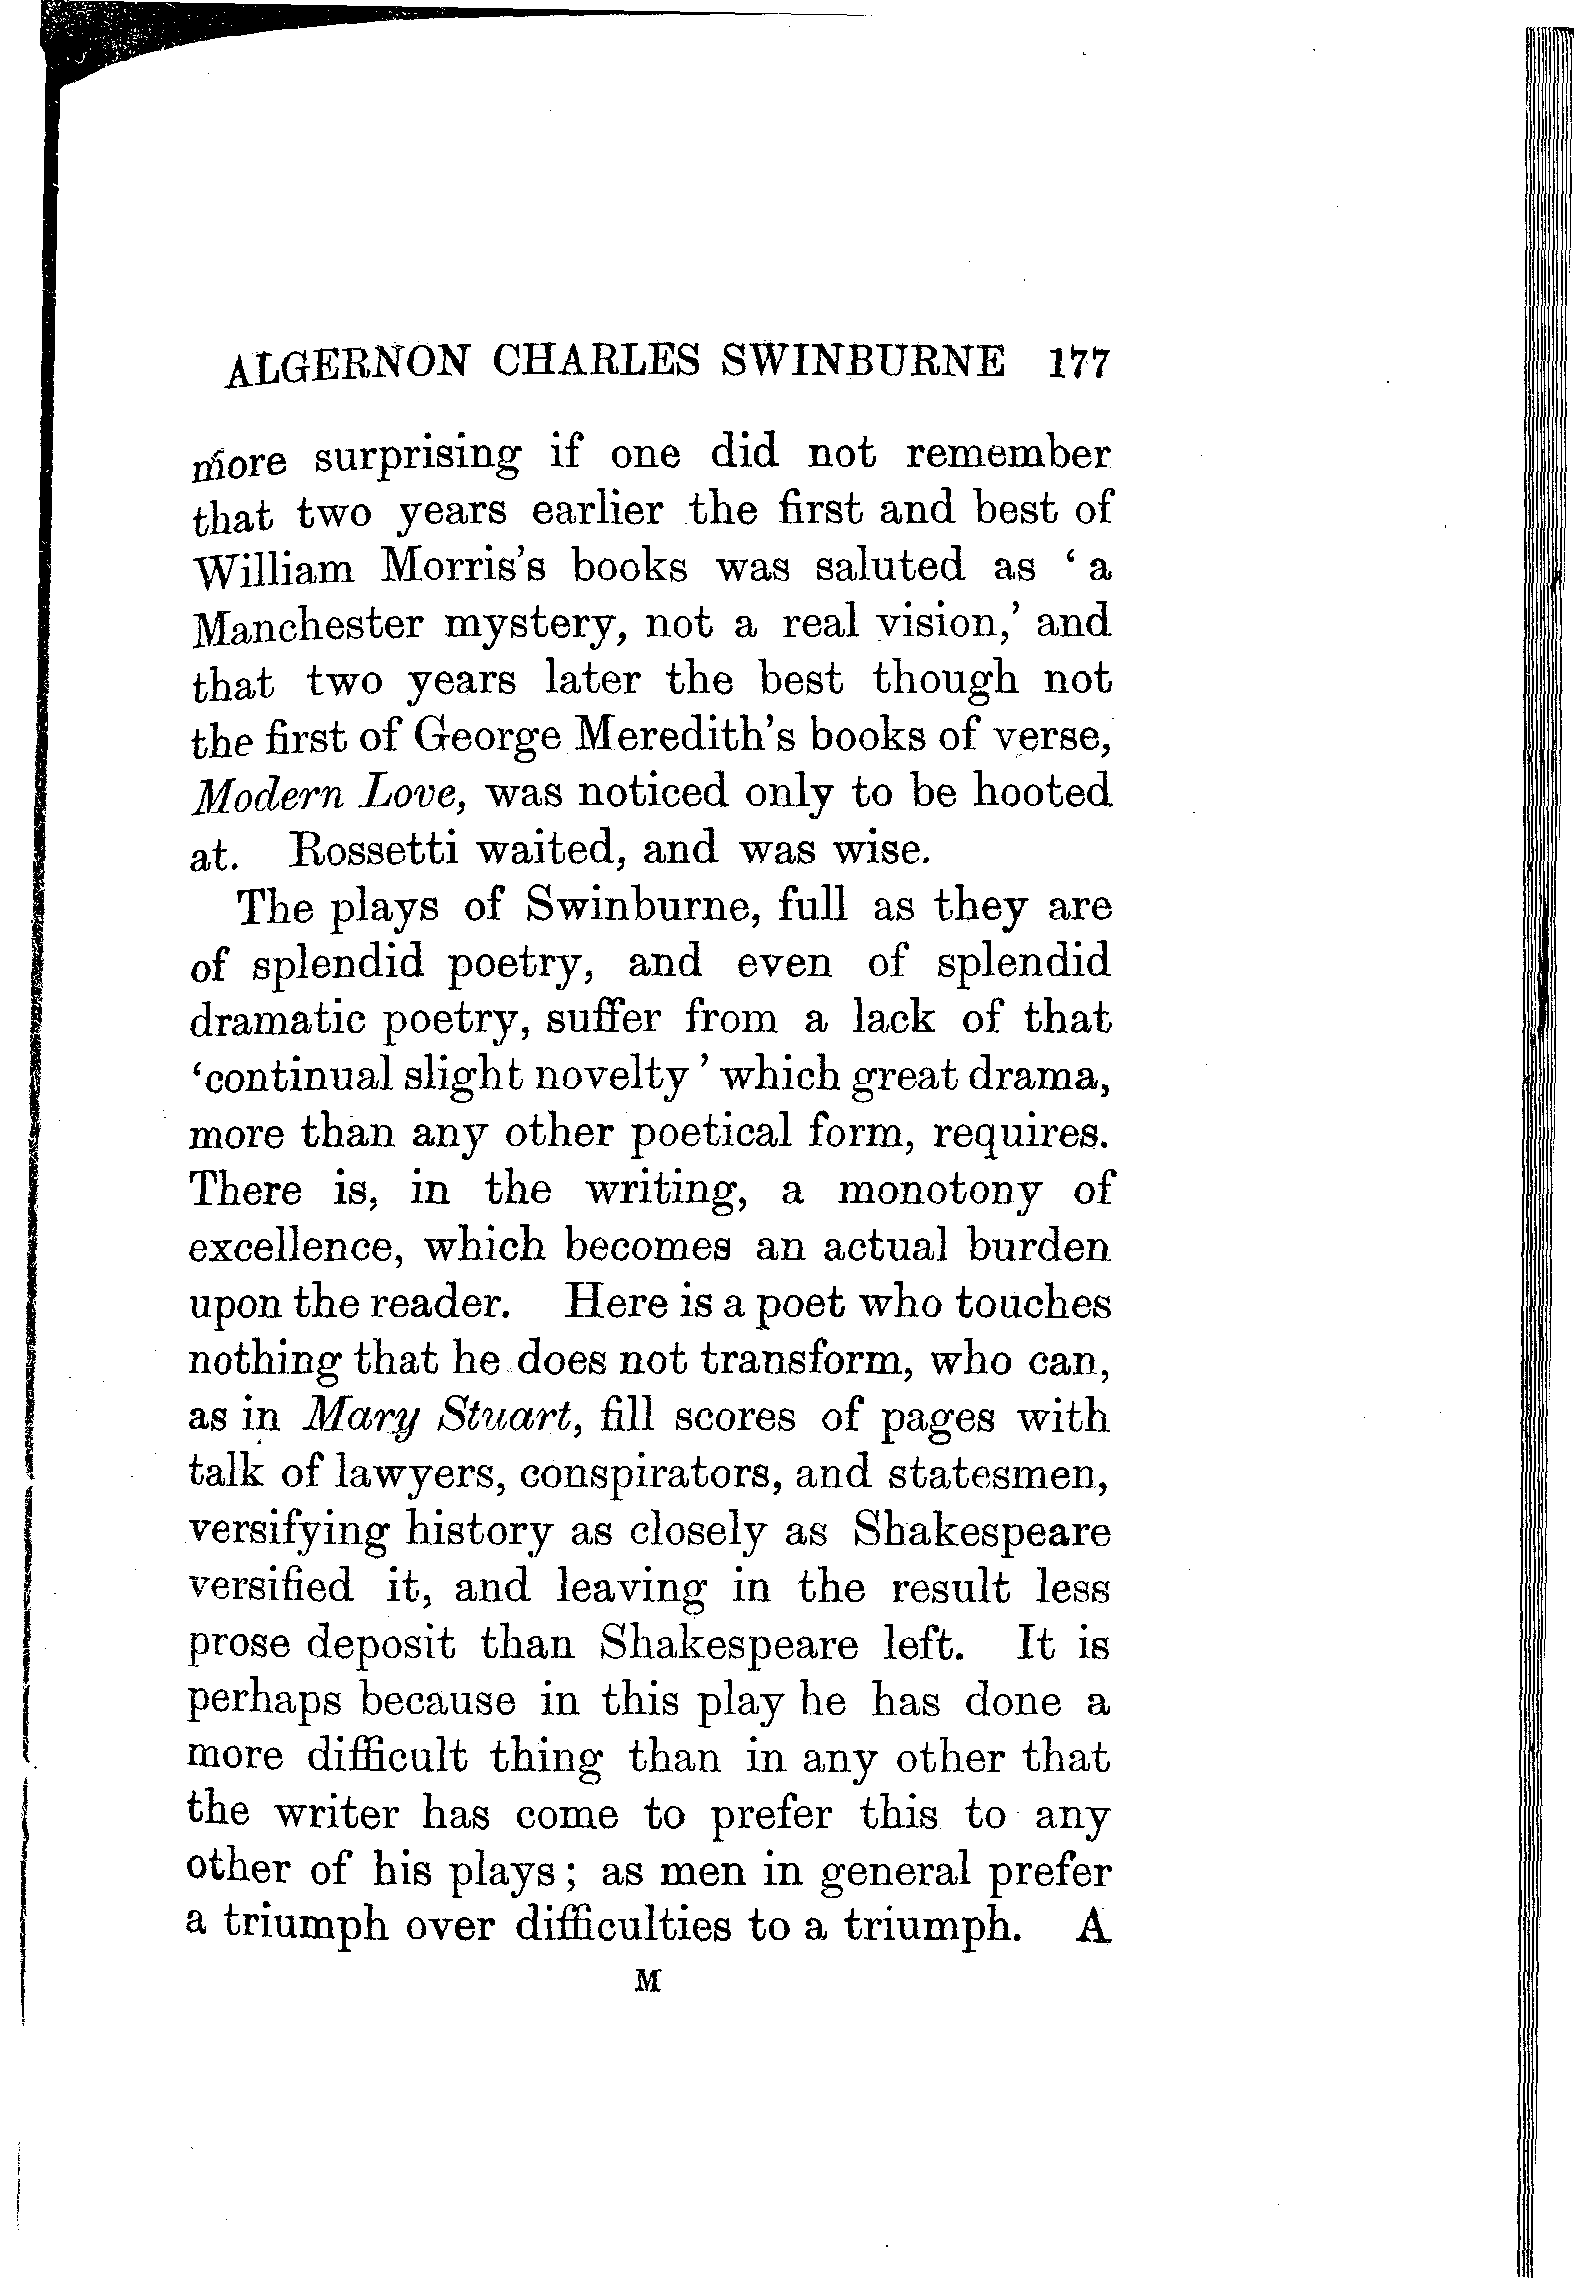 ALGERNON CHARLES SWINBURNE 177
more surprising if one did not remember
that two years earlier the first and best of
William Morris's books was saluted as ‘ a
Manchester mystery, not a real vision,’ and
that two years later the best though not
the first of George Meredith's books of verse,
Modern Love, was noticed only to be hooted
at. Rossetti waited, and was wise.
The plays of Swinburne, full as they are
of splendid poetry, and even of splendid
dramatic poetry, suffer from a lack of that
‘continual slight novelty’ which great drama,
more than any other poetical form, requires.
There is, in the writing, a monotony of
excellence, which becomes an actual burden
upon the reader. Here is a poet who touches
nothing that he does not transform, who can,
as in Mary Stuart, fill scores of pages with
talk of lawyers, conspirators, and statesmen,
versifying history as closely as Shakespeare
versified it, and leaving in the result less
prose deposit than Shakespeare left. It is
perhaps because in this play he has done a
more difficult thing than in any other that
the writer has come to prefer this to any
other of his plays; as men in general prefer
a triumph over difficulties to a triumph. A
M